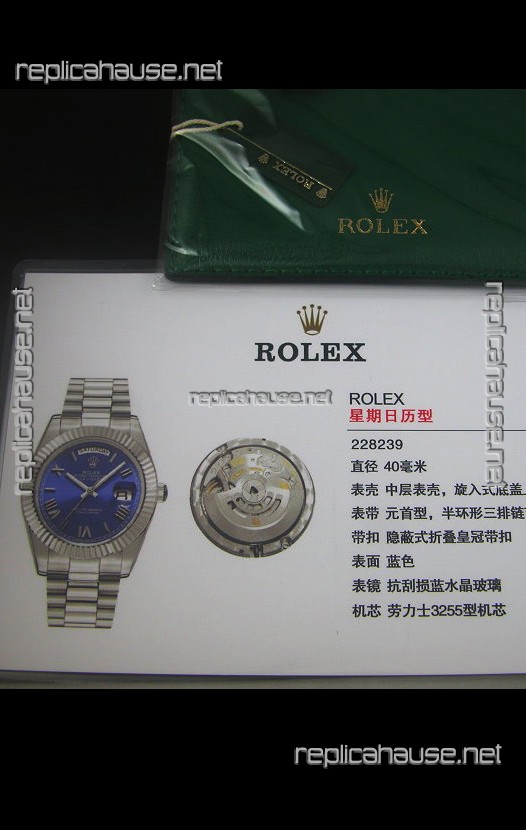 replicahause.net
ROLEX
ROLEX
ROLEX
replicahause.net
replicahause.net
replicahause.net
ROLEX
星期日历型
228239
直径 40毫米
表壳 中层表壳，旋入式底盖
表带 元首型，半环形三排链
带扣 隐蔽式折叠皇冠带扣
表面 蓝色
表镜 抗刮损蓝水晶玻璃
机芯 劳力士3255型机芯
ROLEX
replicahause.net